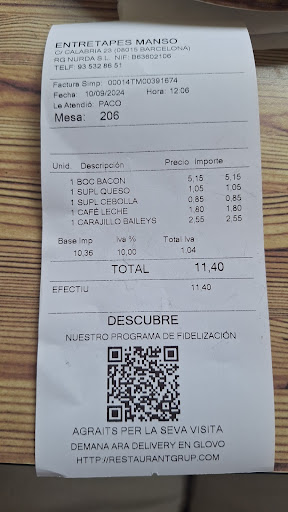 ENTRETAPES MANSO
C/ CALABRIA 23 (08015 BARCELONA)
RG NURDA S.L. NIF: B63802106
TELF: 93 532 86 51
Factura Simp: 00014TM00391674
Fecha: 10/09/2024 Hora: 12:06
Le Atendió: PACO
Mesa: 206
Unid. Descripción Precio Importe
1 BOC BACON 5,15 5,15
1 SUPL QUESO 1,05 1,05
1 SUPL CEBOLLA 0,85 0,85
1 CAFÉ LECHE 1,80 1,80
1 CARAJILLO BAILEYS 2,55 2,55
Base Imp Iva % Total Iva
10,36 10,00 1,04
TOTAL 11,40
EFECTIU 11,40
DESCUBRE
NUESTRO PROGRAMA DE FIDELIZACIÓN
AGRAITS PER LA SEVA VISITA
DEMANA ARA DELIVERY EN GLOVO
HTTP://RESTAURANTGRUP.COM